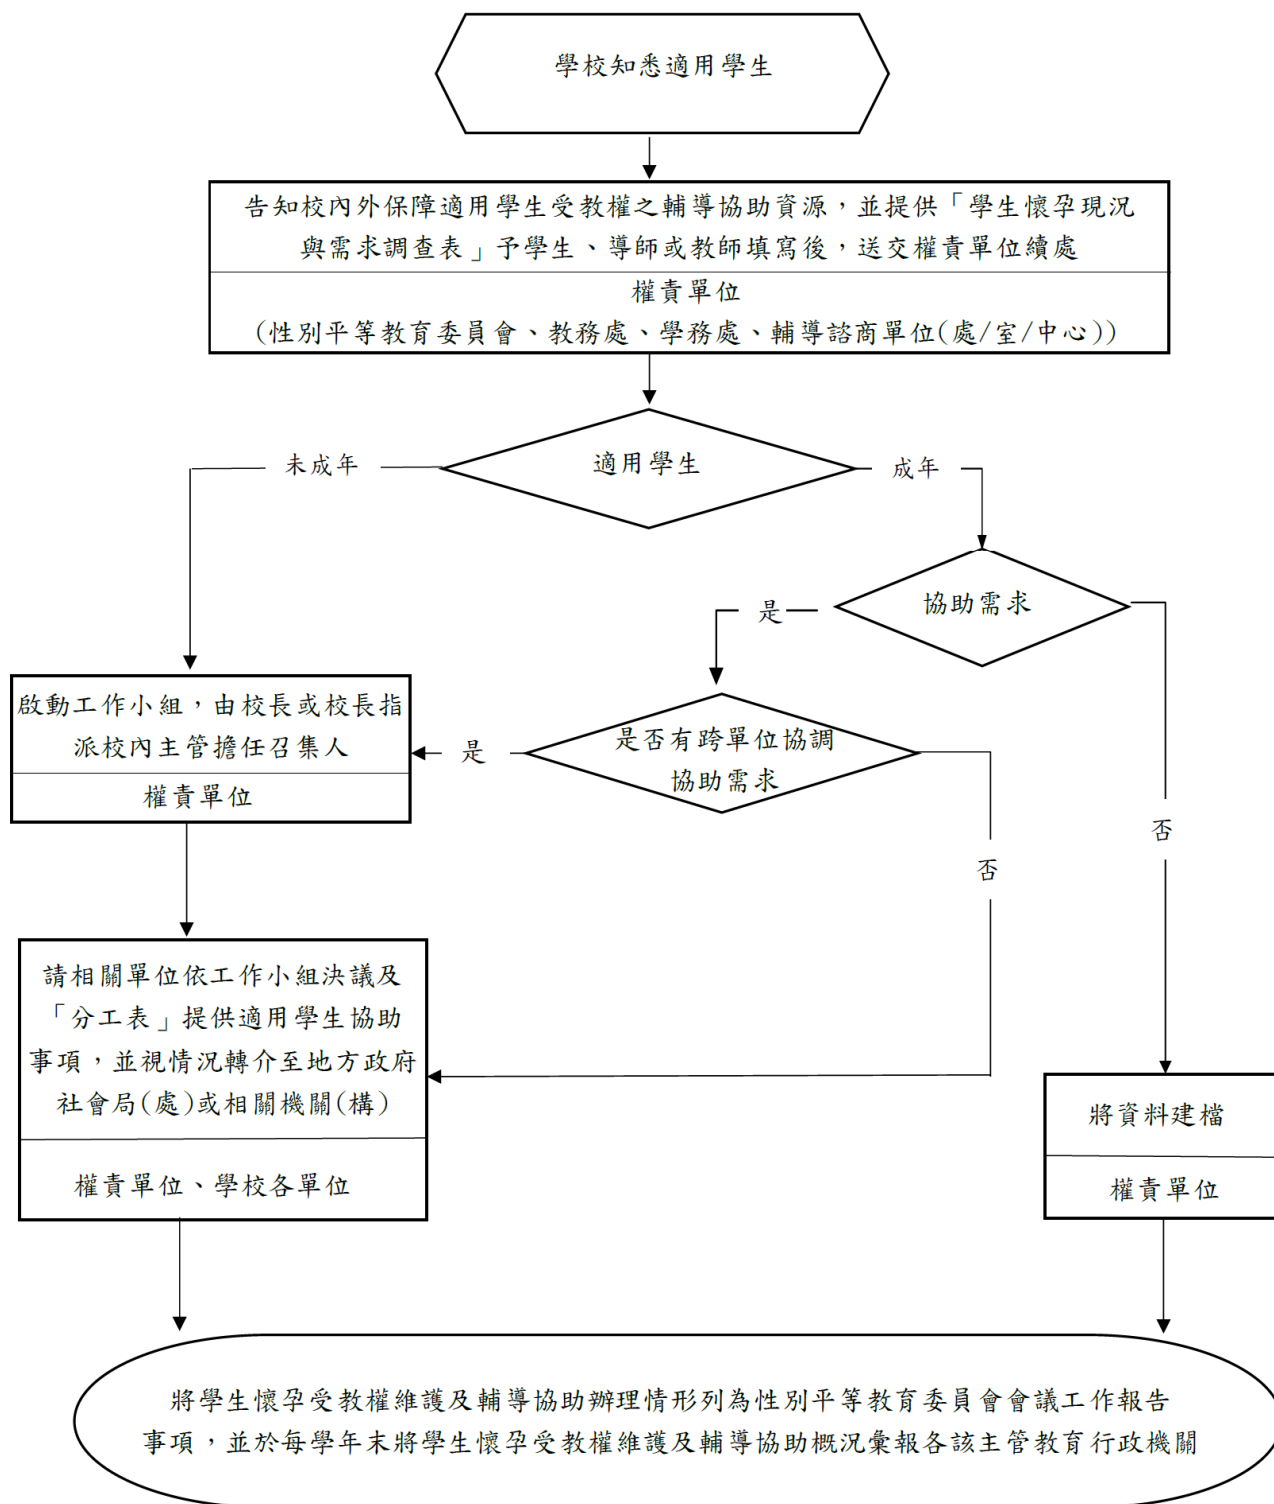 學校知悉適用學生
告知校內外保障適用學生受教權之輔導協助資源，並提供「學生懷孕現況
與需求調查表」予學生、導師或教師填寫後，送交權責單位續處
權責單位
(性別平等教育委員會、教務處、學務處、輔導諮商單位(處/室/中心))
適用學生
未成年
成年
協助需求
是
是否有跨單位協調
協助需求
是
啟動工作小組，由校長或校長指
派校內主管擔任召集人
權責單位
否
否
請相關單位依工作小組決議及
「分工表」提供適用學生協助
事項，並視情況轉介至地方政府
社會局(處)或相關機關(構)
權責單位、學校各單位
將資料建檔
權責單位
將學生懷孕受教權維護及輔導協助辦理情形列為性別平等教育委員會會議工作報告
事項，並於每學年末將學生懷孕受教權維護及輔導協助概況彙報各該主管教育行政機關